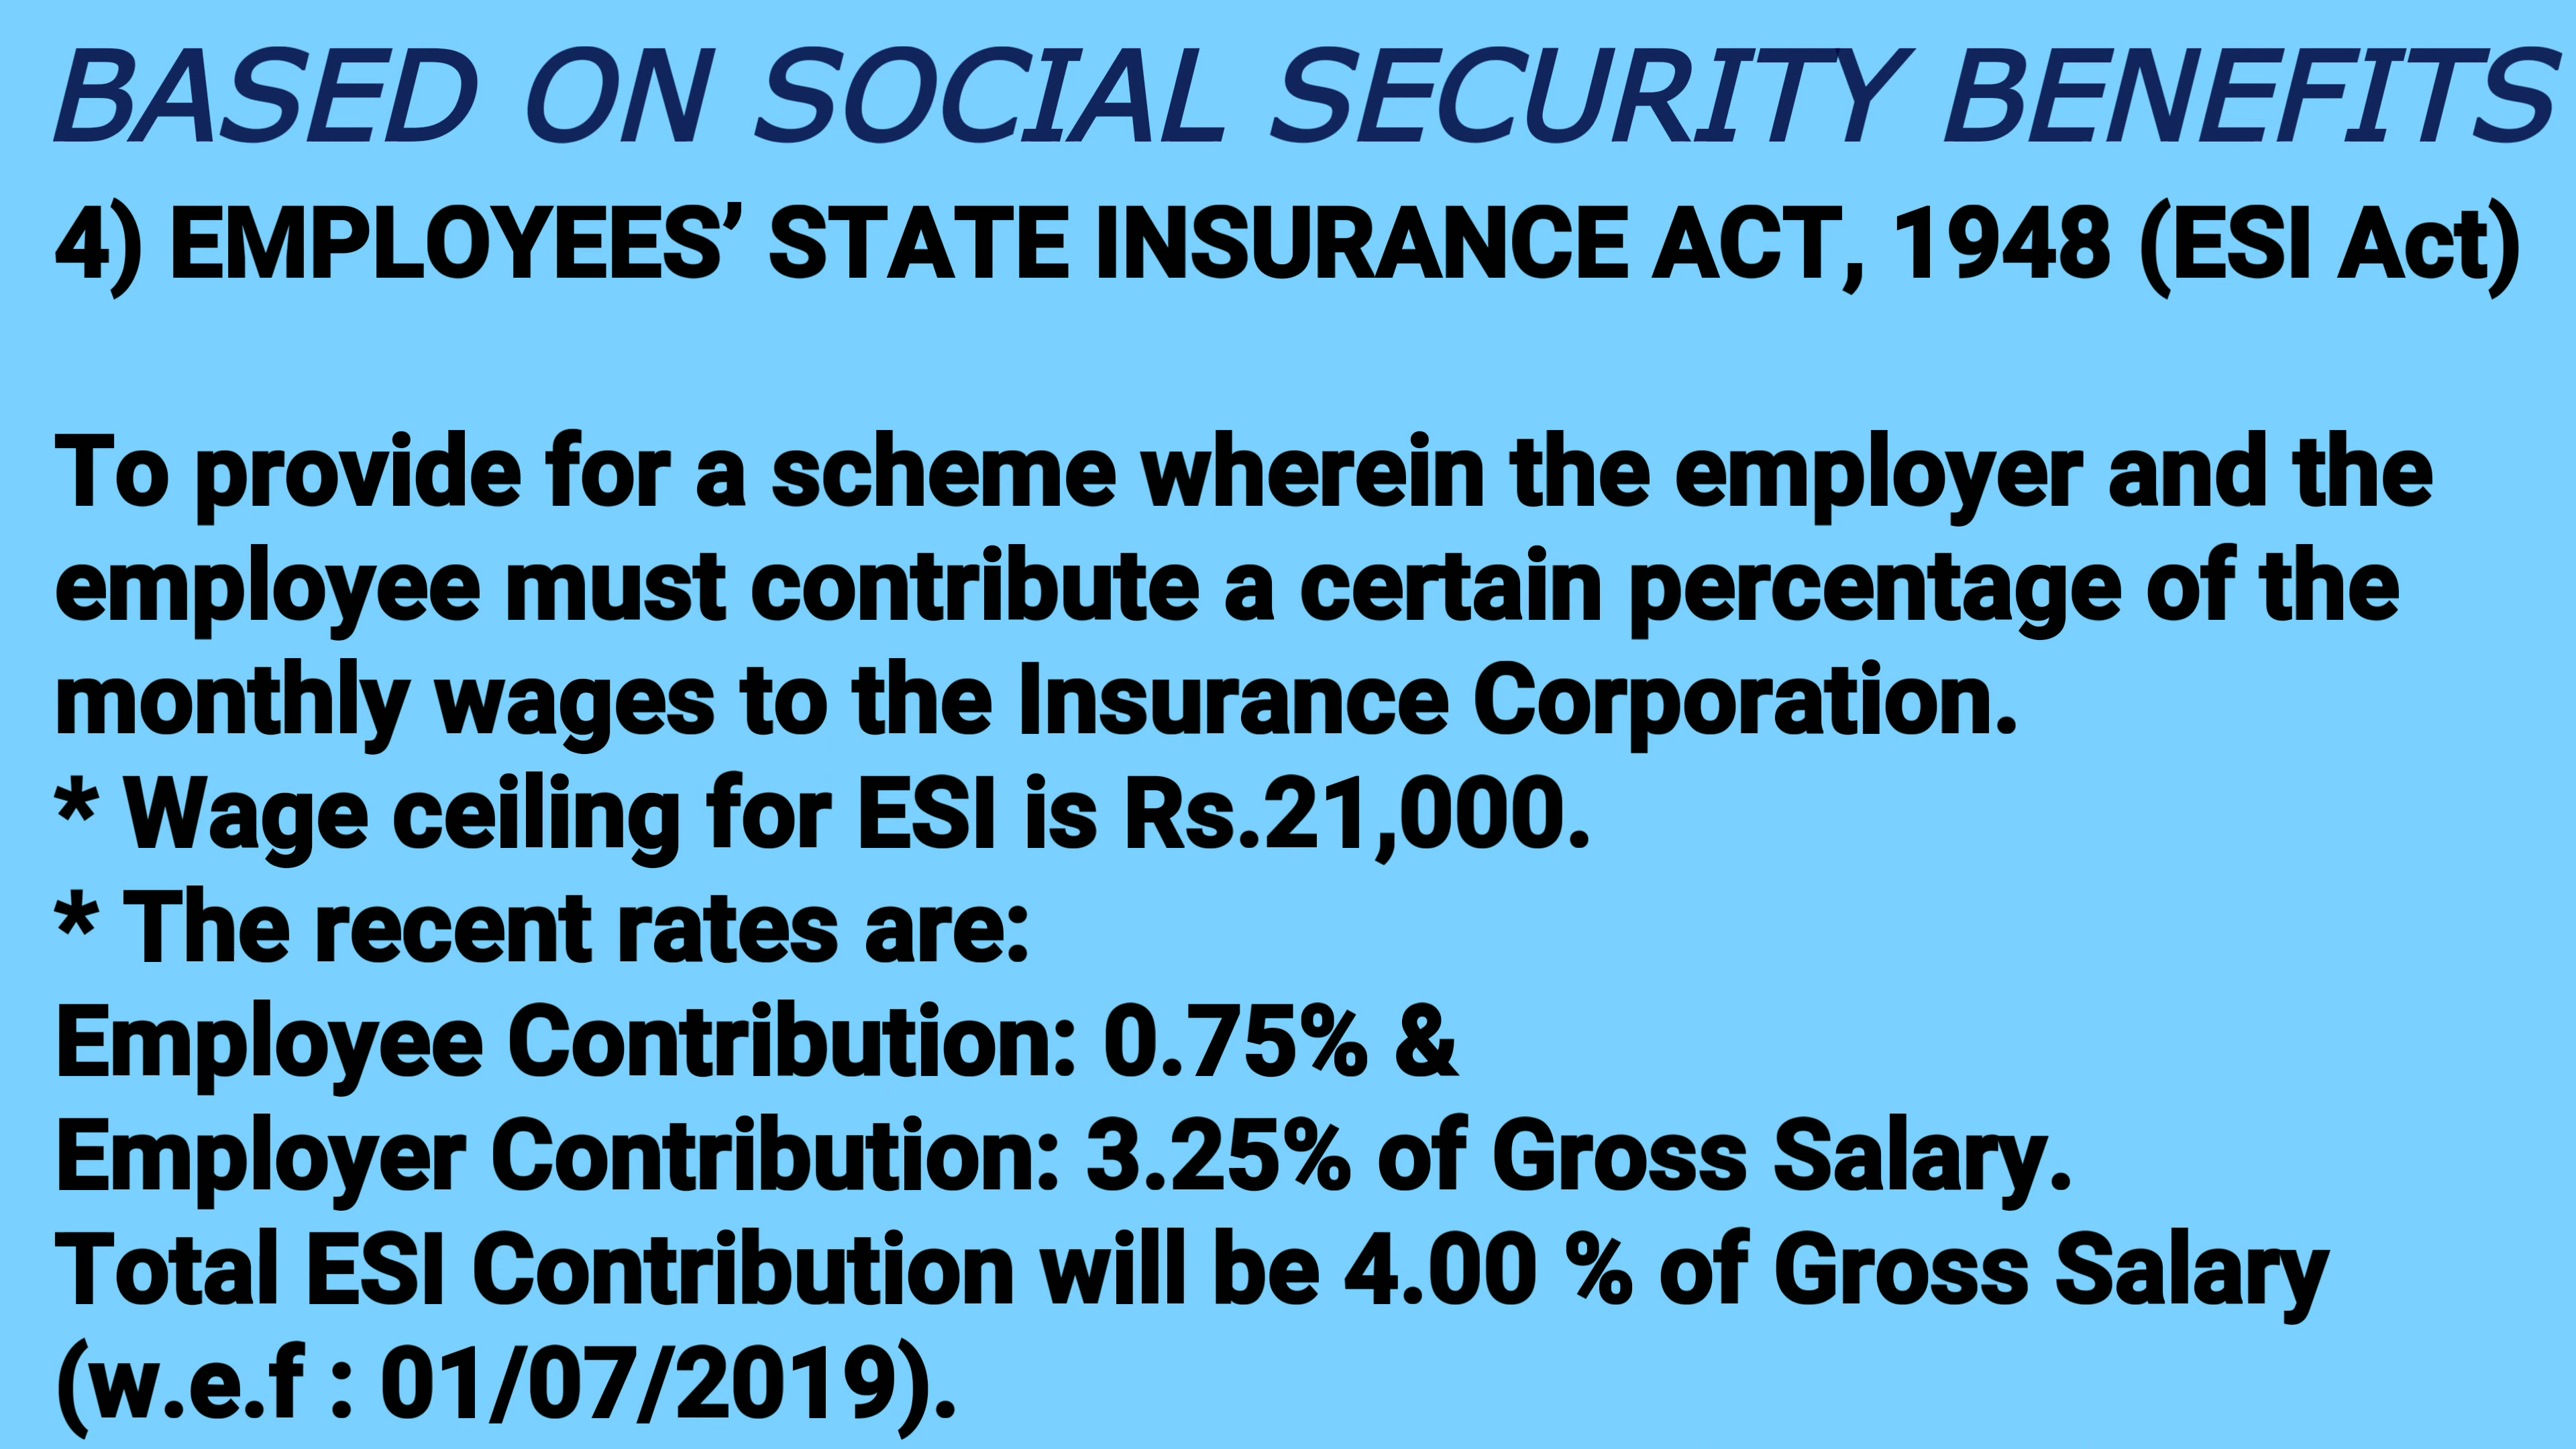 BASED ON SOCIAL SECURITY BENEFITS
4) EMPLOYEES’ STATE INSURANCE ACT, 1948 (ESI Act)
To provide for a scheme wherein the employer and the
employee must contribute a certain percentage of the
monthly wages to the Insurance Corporation.
* Wage ceiling for ESI is Rs.21,000.
* The recent rates are:
Employee Contribution: 0.75% &
Employer Contribution: 3.25% of Gross Salary.
Total ESI Contribution will be 4.00 % of Gross Salary
(w.e.f : 01/07/2019).